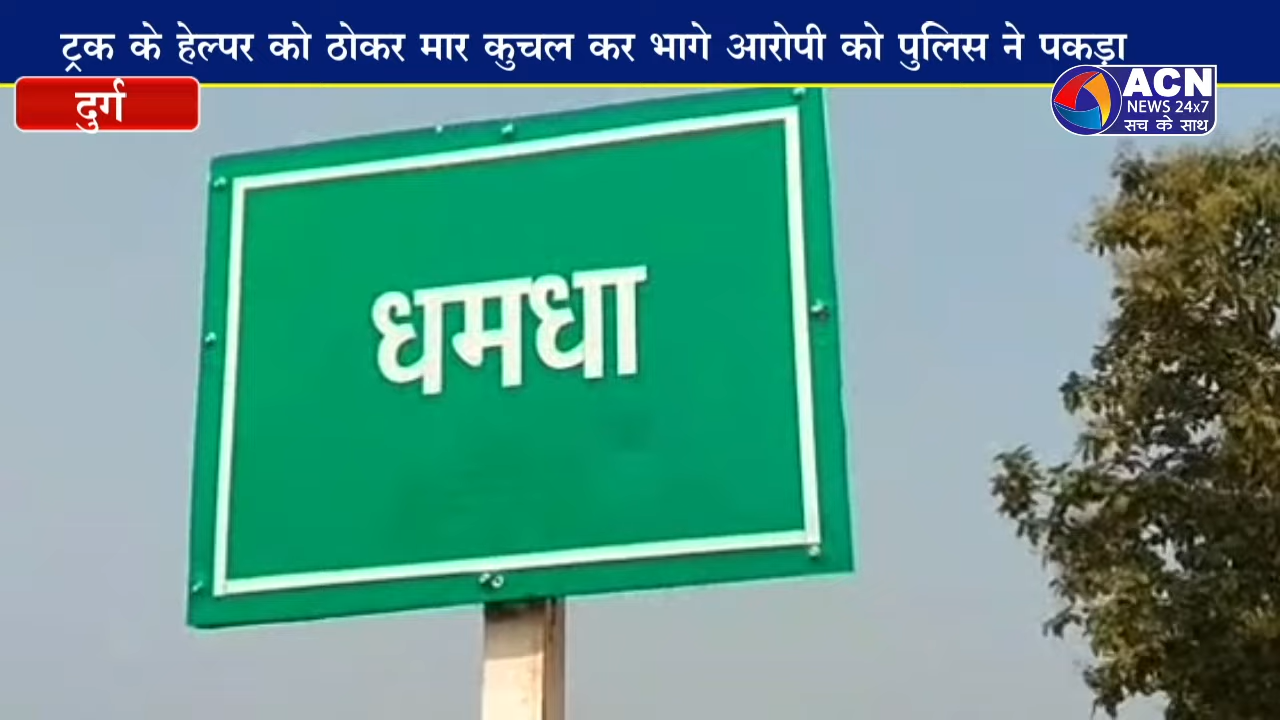 ट्रक के हेल्पर को ठोकर मार कुचल कर भागे आरोपी को पुलिस ने पकड़ा
दुर्ग
ACN
NEWS 24x7
सच के साथ
धमधा